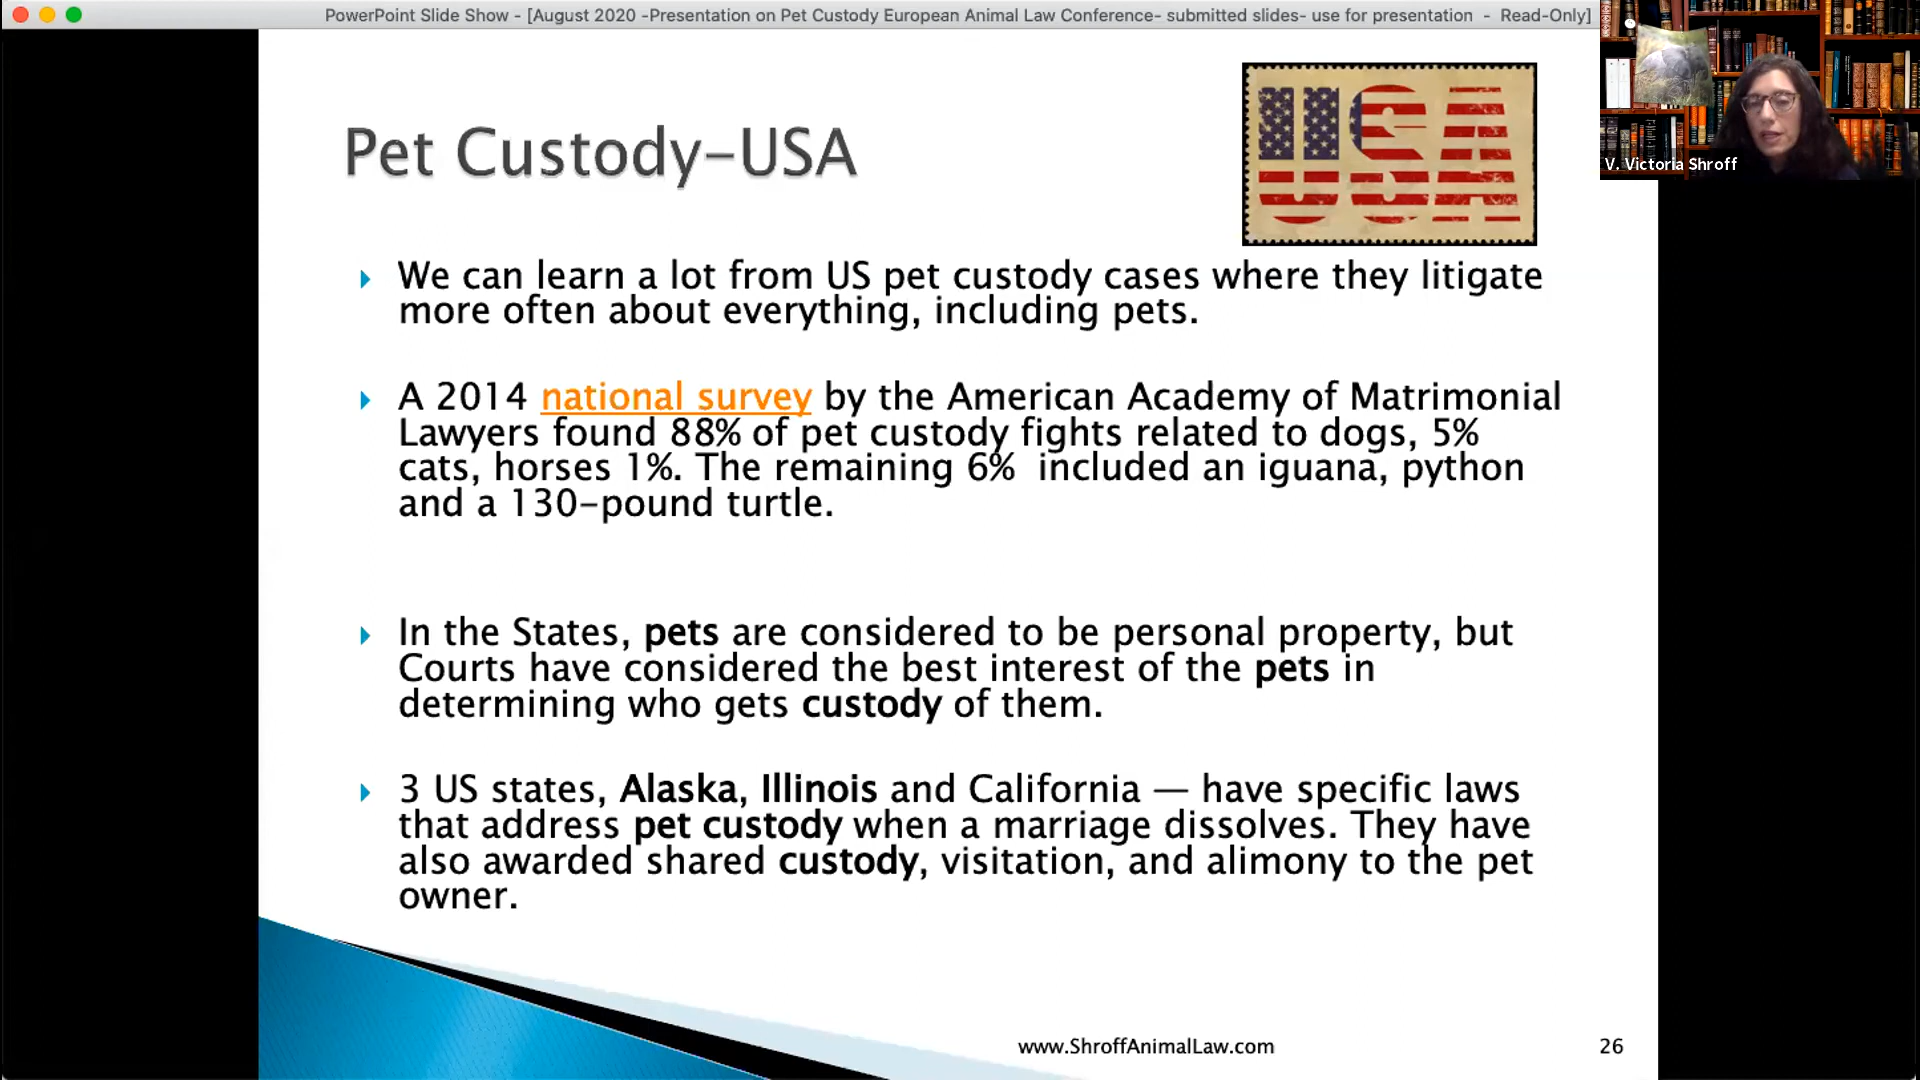 PowerPoint Slide Show - [August 2020 -Presentation on Pet Custody European Animal Law Conference- submitted slides- use for presentation - Read-Only]
V. Victoria Shroff
USA
Pet Custody-USA
We can learn a lot from US pet custody cases where they litigate
more often about everything, including pets.
A 2014 national survey by the American Academy of Matrimonial
Lawyers found 88% of pet custody fights related to dogs, 5%
cats, horses 1%. The remaining 6% included an iguana, python
and a 130-pound turtle.
In the States, pets are considered to be personal property, but
Courts have considered the best interest of the pets in
determining who gets custody of them.
3 US states, Alaska, Illinois and California — have specific laws
that address pet custody when a marriage dissolves. They have
also awarded shared custody, visitation, and alimony to the pet
owner.
www.ShroffAnimalLaw.com
26